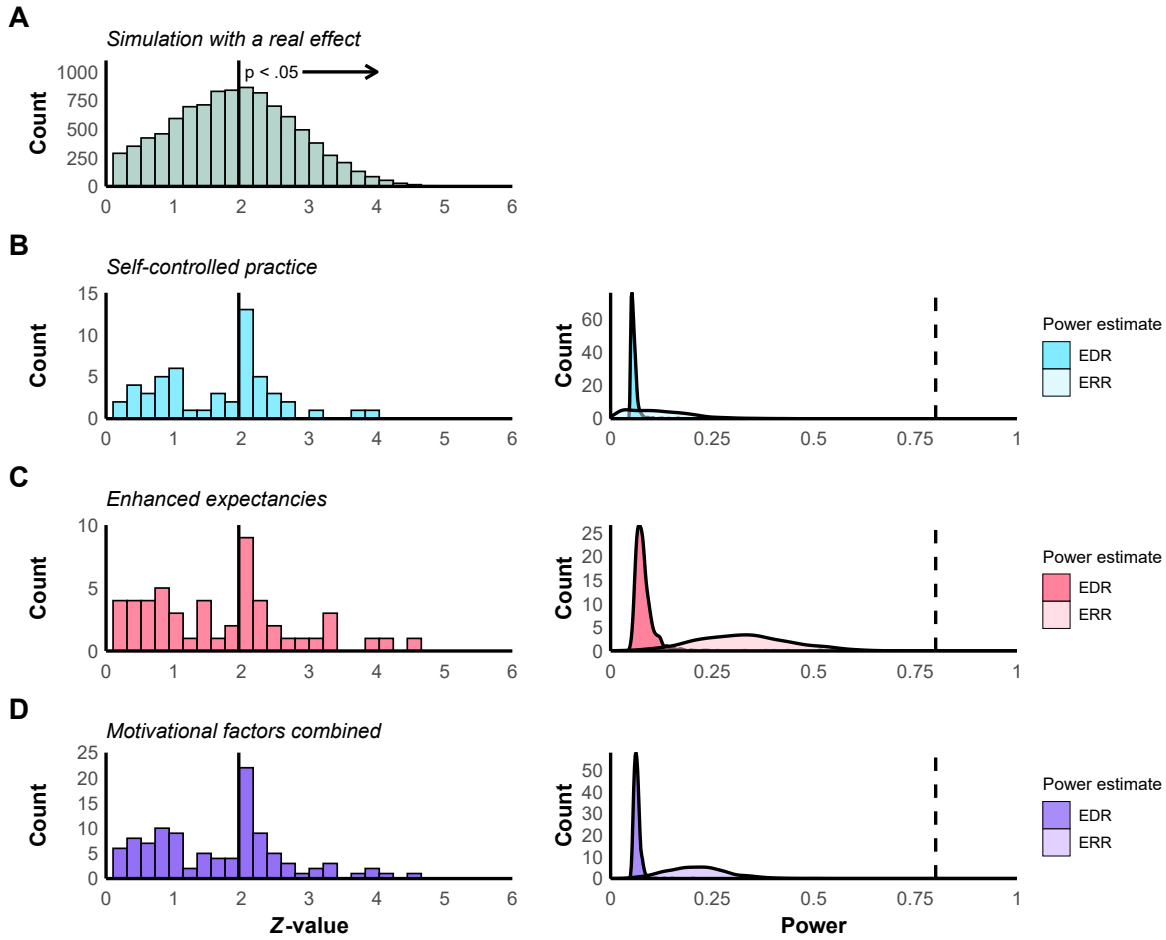 A
Simulation with a real effect
p < .05
1000
750
500
250
0
Count
0 1 2 3 4 5 6
B
Self-controlled practice
15
10
5
0
Count
0 1 2 3 4 5 6
60
40
20
0
Count
0 0.25 0.5 0.75 1
Power estimate
EDR
ERR
C
Enhanced expectancies
10
5
0
Count
0 1 2 3 4 5 6
25
20
15
10
5
0
Count
0 0.25 0.5 0.75 1
Power estimate
EDR
ERR
D
Motivational factors combined
25
20
15
10
5
0
Count
0 1 2 3 4 5 6
Z-value
50
40
30
20
10
0
Count
0 0.25 0.5 0.75 1
Power
Power estimate
EDR
ERR